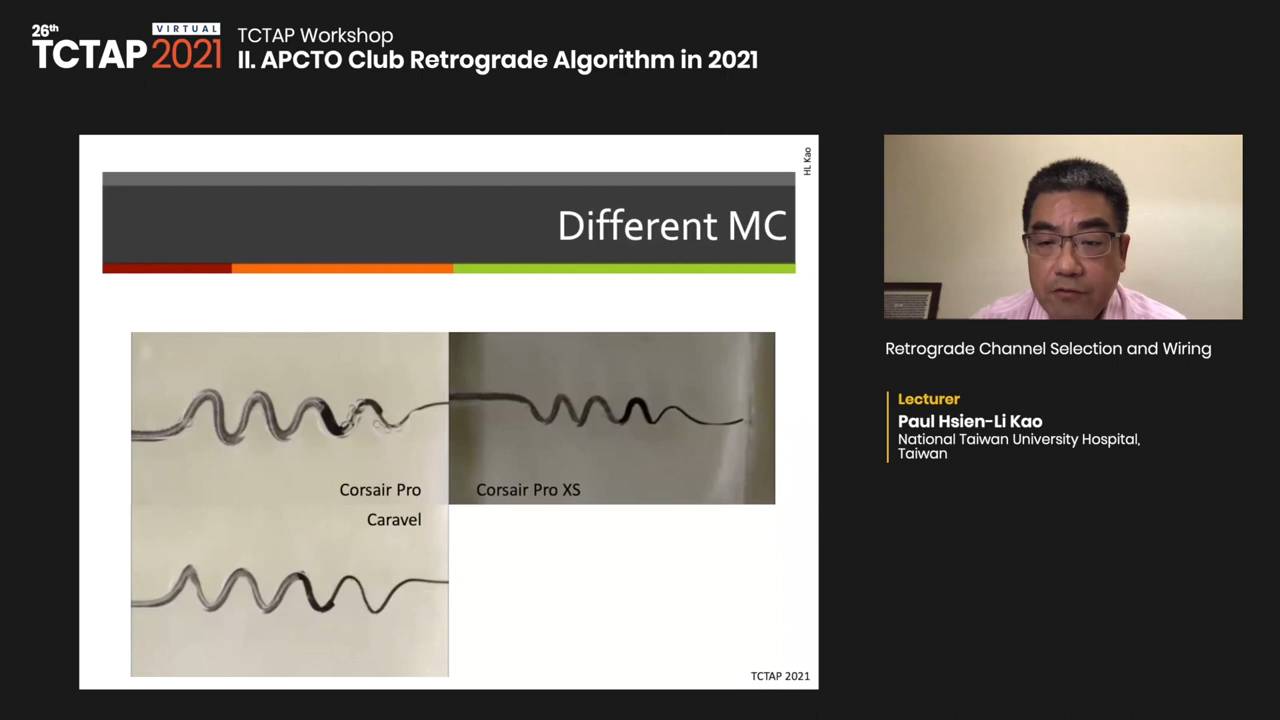 26th
TCTAP
VIRTUAL
2021
TCTAP Workshop
II. APCTO Club Retrograde Algorithm in 2021
HL Kao
Different MC
Corsair Pro
Caravel
Corsair Pro XS
TCTAP 2021
Retrograde Channel Selection and Wiring
Lecturer
Paul Hsien-Li Kao
National Taiwan University Hospital,
Taiwan